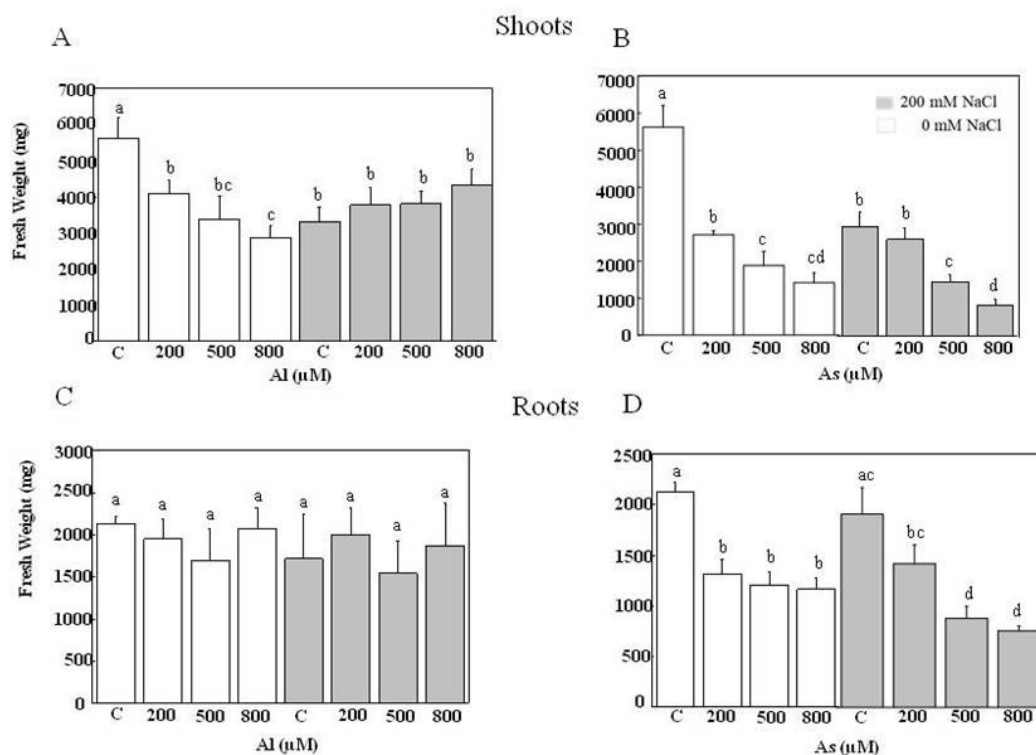 Shoots
A
Fresh Weight (mg)
7000
6000
5000
4000
3000
2000
1000
0
a
b
bc
c
b
b
b
b
C 200 500 800 C 200 500 800
Al (µM)
B
7000
6000
5000
4000
3000
2000
1000
0
200 mM NaCl
0 mM NaCl
a
b
c
cd
b
b
c
d
C 200 500 800 C 200 500 800
As (µM)
Roots
C
Fresh Weight (mg)
3000
2500
2000
1500
1000
500
0
a a a a a a a a
C 200 500 800 C 200 500 800
Al (µM)
D
2500
2000
1500
1000
500
0
a
b
b
b
ac
bc
d
d
C 200 500 800 C 200 500 800
As (µM)